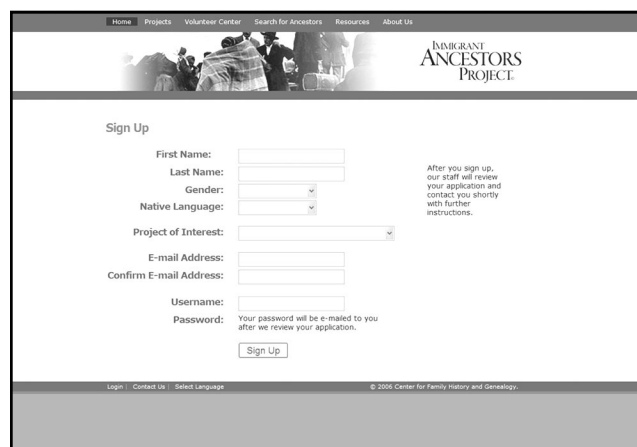 Home Projects Volunteer Center Search for Ancestors Resources About Us
IMMIGRANT
ANCESTORS
PROJECT
Sign Up
First Name:
Last Name:
Gender:
Native Language:
After you sign up,
our staff will review
your application and
contact you shortly
with further
instructions.
Project of Interest:
E-mail Address:
Confirm E-mail Address:
Username:
Password: Your password will be e-mailed to you
after we review your application.
Sign Up
Login | Contact Us | Select Language © 2006 Center for Family History and Genealogy.